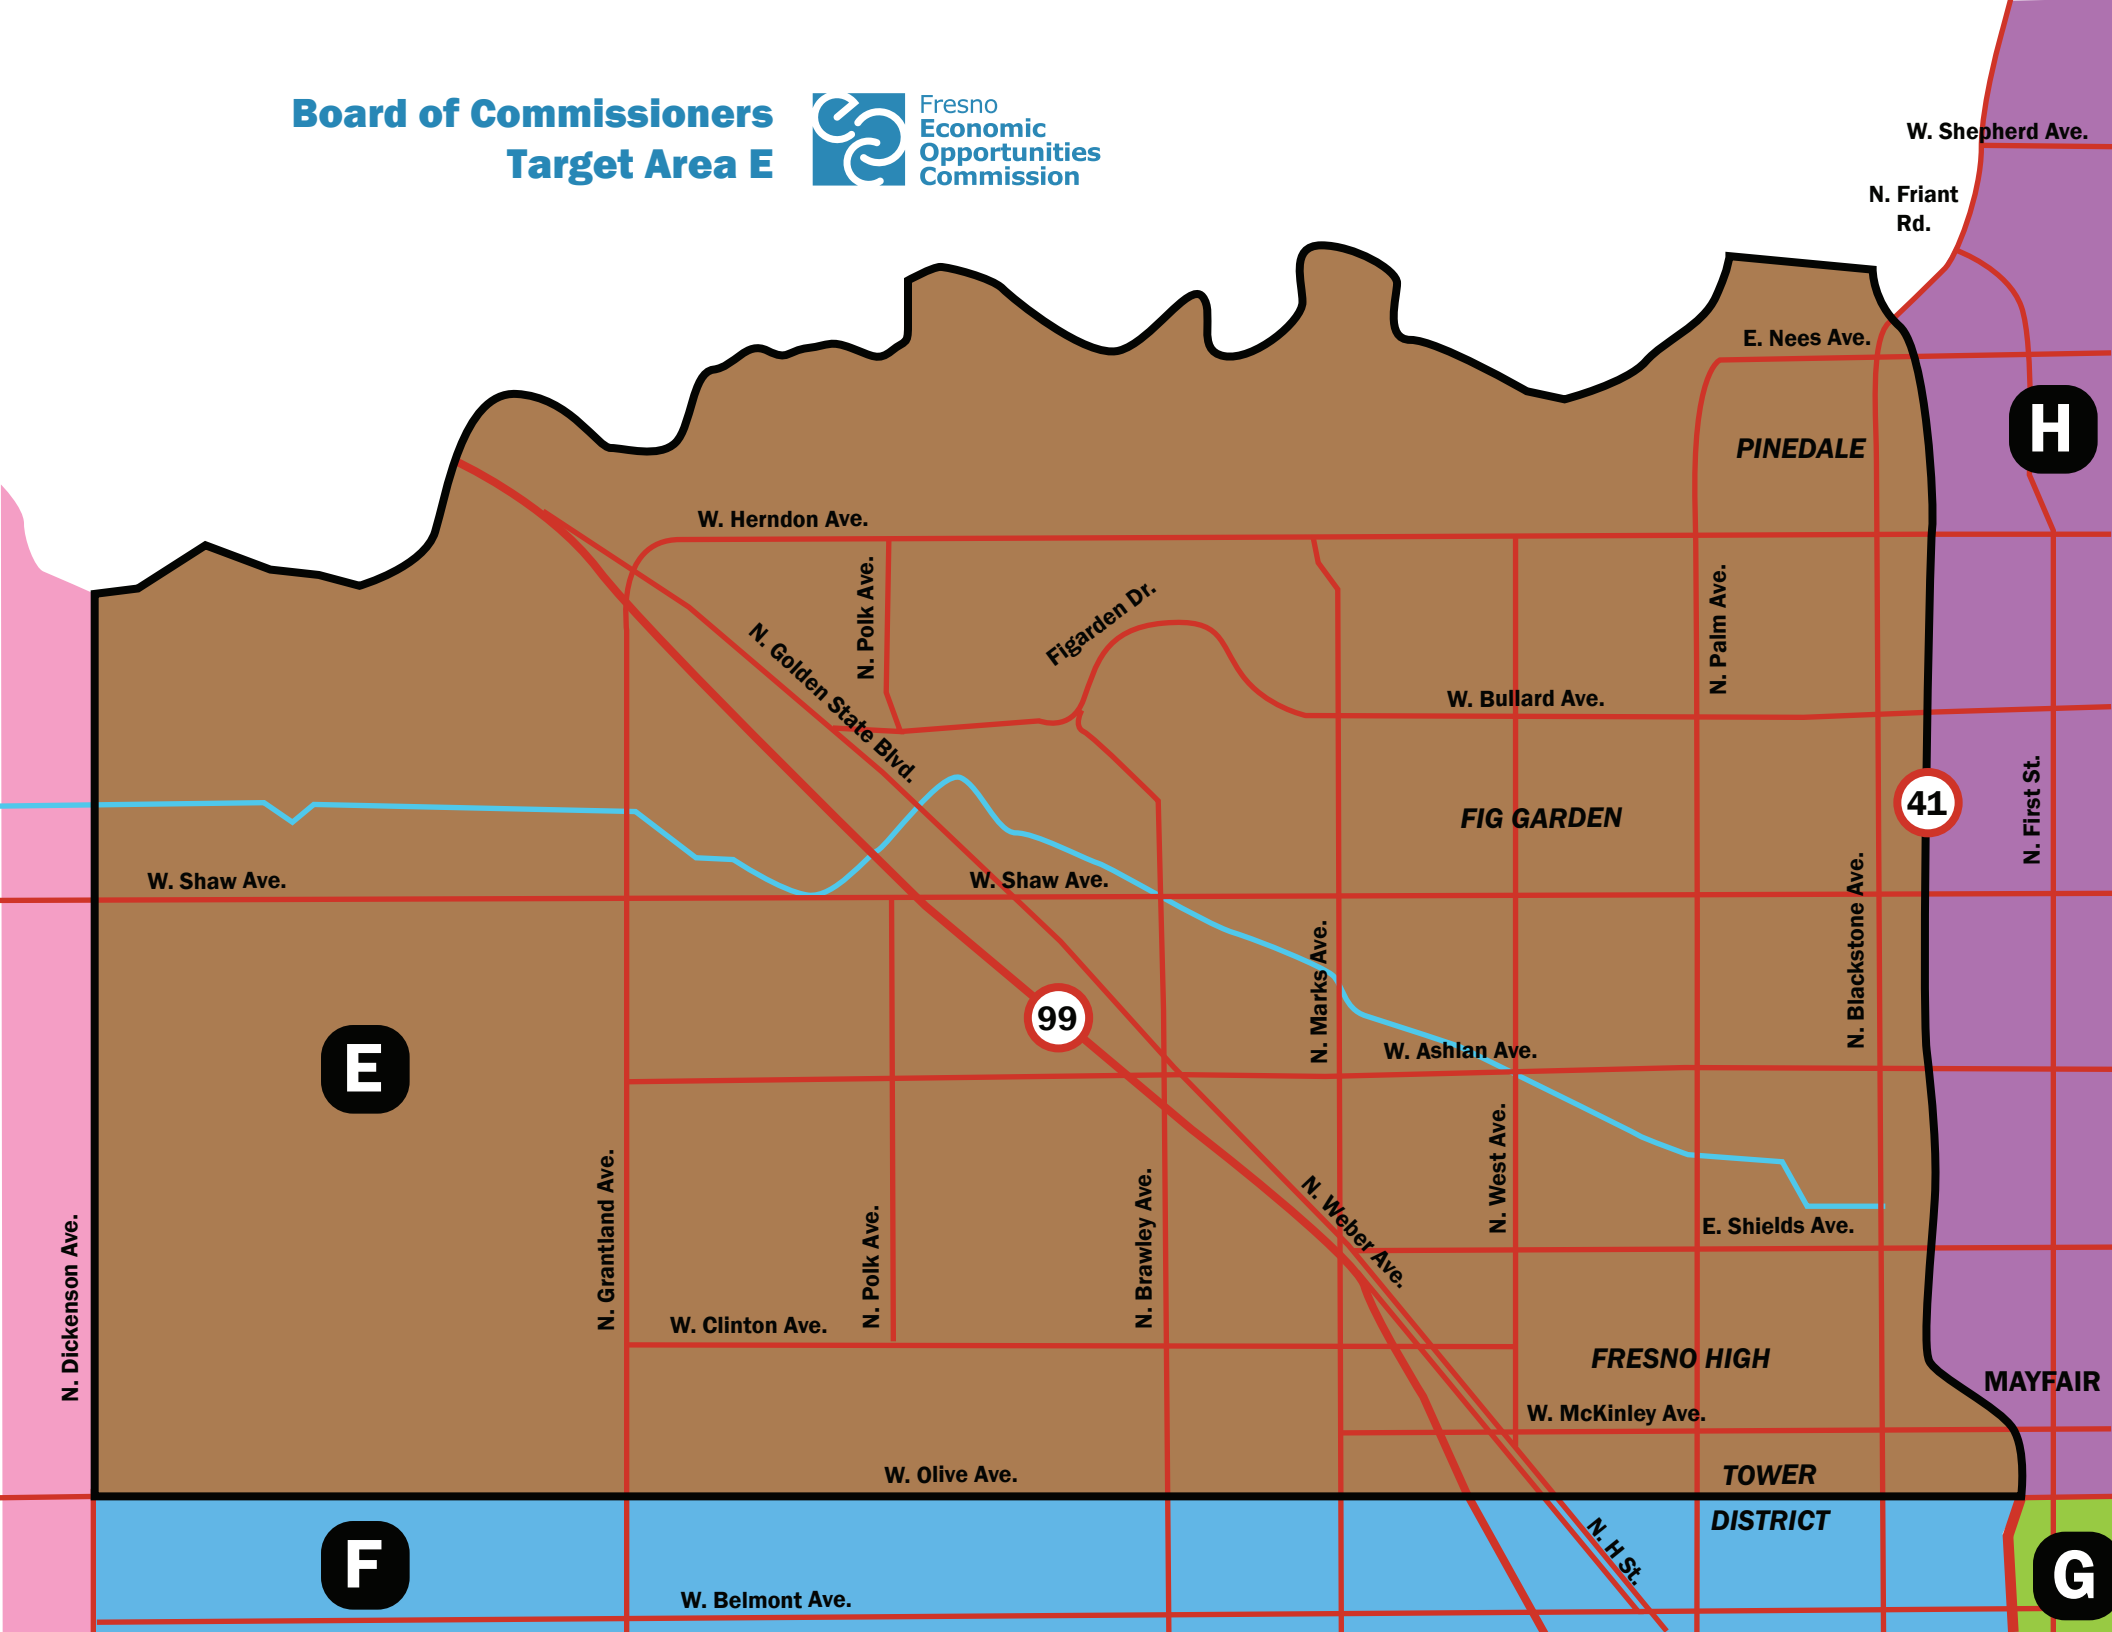 Board of Commissioners
Target Area E
Fresno
Economic
Opportunities
Commission
W. Shepherd Ave.
N. Friant
Rd.
E. Nees Ave.
H
PINEDALE
W. Herndon Ave.
N. Polk Ave.
Figarden Dr.
N. Palm Ave.
N. Golden State Blvd.
W. Bullard Ave.
41
N. First St.
FIG GARDEN
W. Shaw Ave.
W. Shaw Ave.
N. Blackstone Ave.
N. Marks Ave.
99
W. Ashlan Ave.
E
N. West Ave.
N. Grantland Ave.
N. Polk Ave.
N. Brawley Ave.
N. Weber Ave.
E. Shields Ave.
N. Dickenson Ave.
W. Clinton Ave.
FRESNO HIGH
MAYFAIR
W. McKinley Ave.
W. Olive Ave.
TOWER
DISTRICT
N. H St.
F
G
W. Belmont Ave.